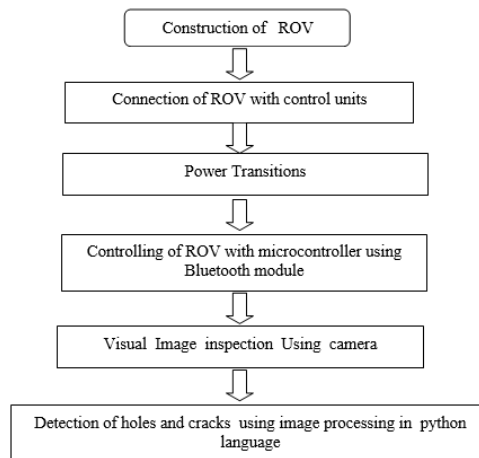 Construction of ROV
Connection of ROV with control units
Power Transitions
Controlling of ROV with microcontroller using
Bluetooth module
Visual Image inspection Using camera
Detection of holes and cracks using image processing in python
language